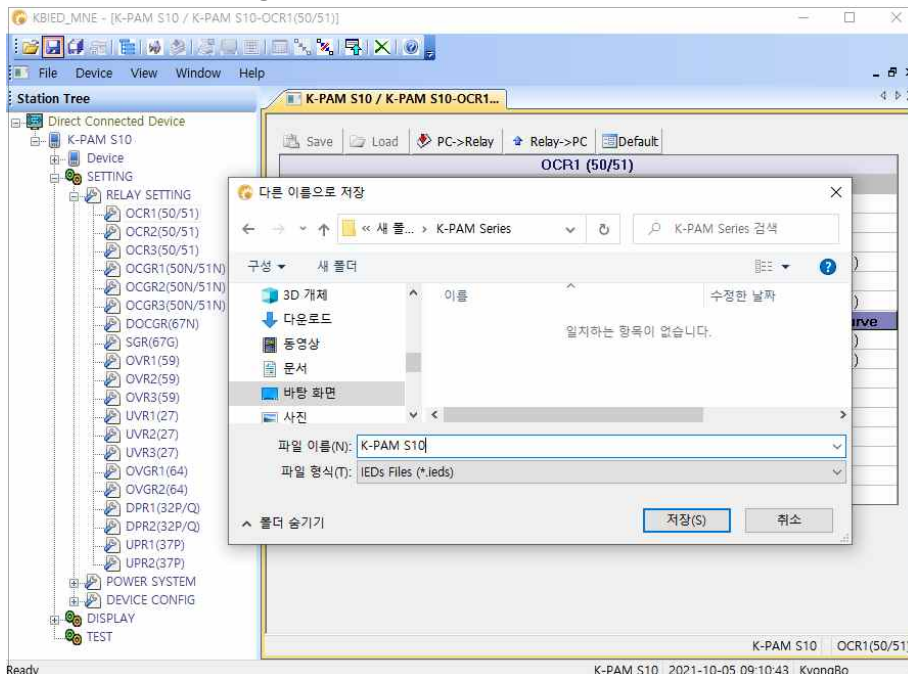 KBIED_MNE - [K-PAM S10 / K-PAM S10-OCR1(50/51)]
File Device View Window Help
Station Tree
K-PAM S10 / K-PAM S10-OCR1...
Direct Connected Device
K-PAM S10
Device
SETTING
RELAY SETTING
OCR1(50/51)
OCR2(50/51)
OCR3(50/51)
OCGR1(50N/51N)
OCGR2(50N/51N)
OCGR3(50N/51N)
DOCGR(67N)
SGR(67G)
OVR1(59)
OVR2(59)
OVR3(59)
UVR1(27)
UVR2(27)
UVR3(27)
OVGR1(64)
OVGR2(64)
DPR1(32P/Q)
DPR2(32P/Q)
UPR1(37P)
UPR2(37P)
POWER SYSTEM
DEVICE CONFIG
DISPLAY
TEST
Save Load PC->Relay Relay->PC Default
OCR1 (50/51)
다른 이름으로 저장
« 새 폴... › K-PAM Series
K-PAM Series 검색
구성 새 폴더
3D 개체
다운로드
동영상
문서
바탕 화면
사진
이름 수정한 날짜
일치하는 항목이 없습니다.
파일 이름(N): K-PAM S10
파일 형식(T): IEDs Files (*.ieds)
폴더 숨기기
저장(S) 취소
)
)
rve
)
)
K-PAM S10 OCR1(50/51)
Ready
K-PAM S10 2021-10-05 09:10:43 KyongBo